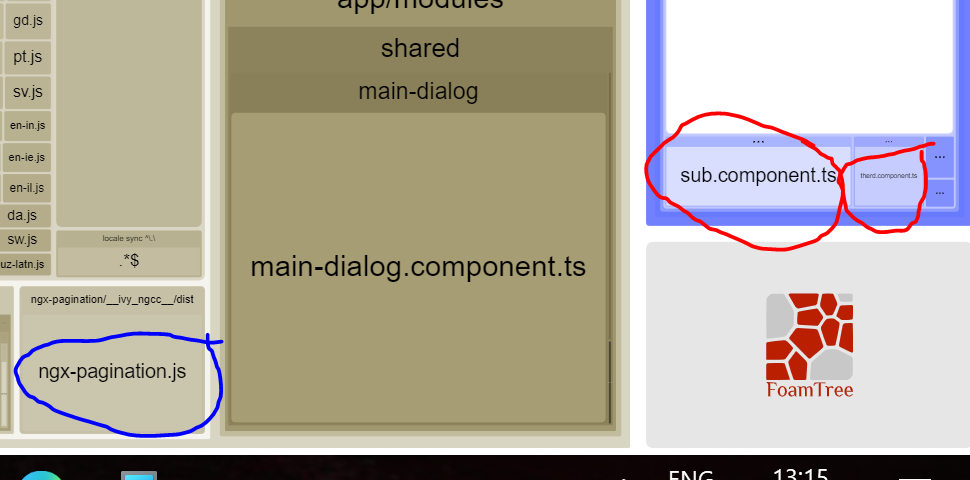 gd.js
pt.js
sv.js
en-in.js
en-ie.js
en-il.js
da.js
sw.js
uz-latn.js
locale sync ^\.\
.*$
ngx-pagination/__ivy_ngcc__/dist
ngx-pagination.js
app/modules
shared
main-dialog
main-dialog.component.ts
...
sub.component.ts
...
therd.component.ts
...
...
FoamTree
ENG
13:15